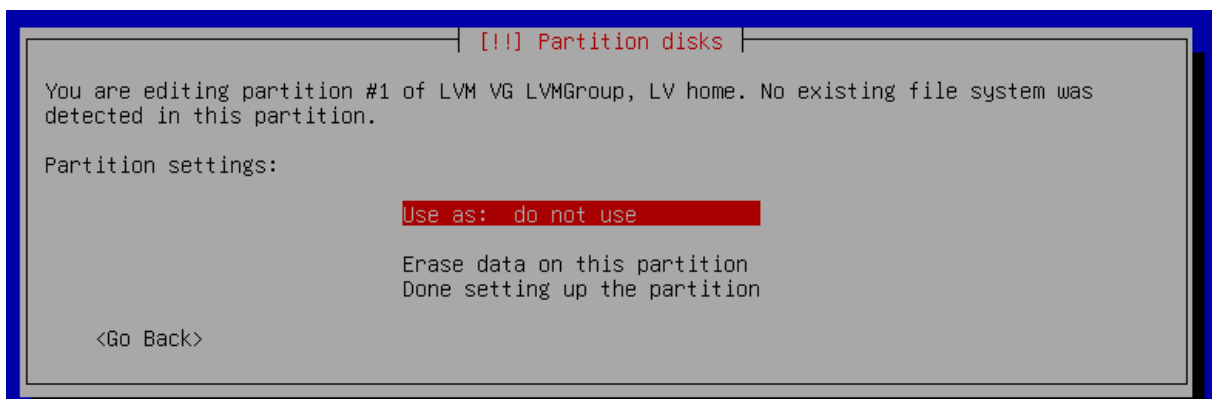 [!!] Partition disks
You are editing partition #1 of LVM VG LVMGroup, LV home. No existing file system was
detected in this partition.
Partition settings:
Use as:  do not use
Erase data on this partition
Done setting up the partition
<Go Back>